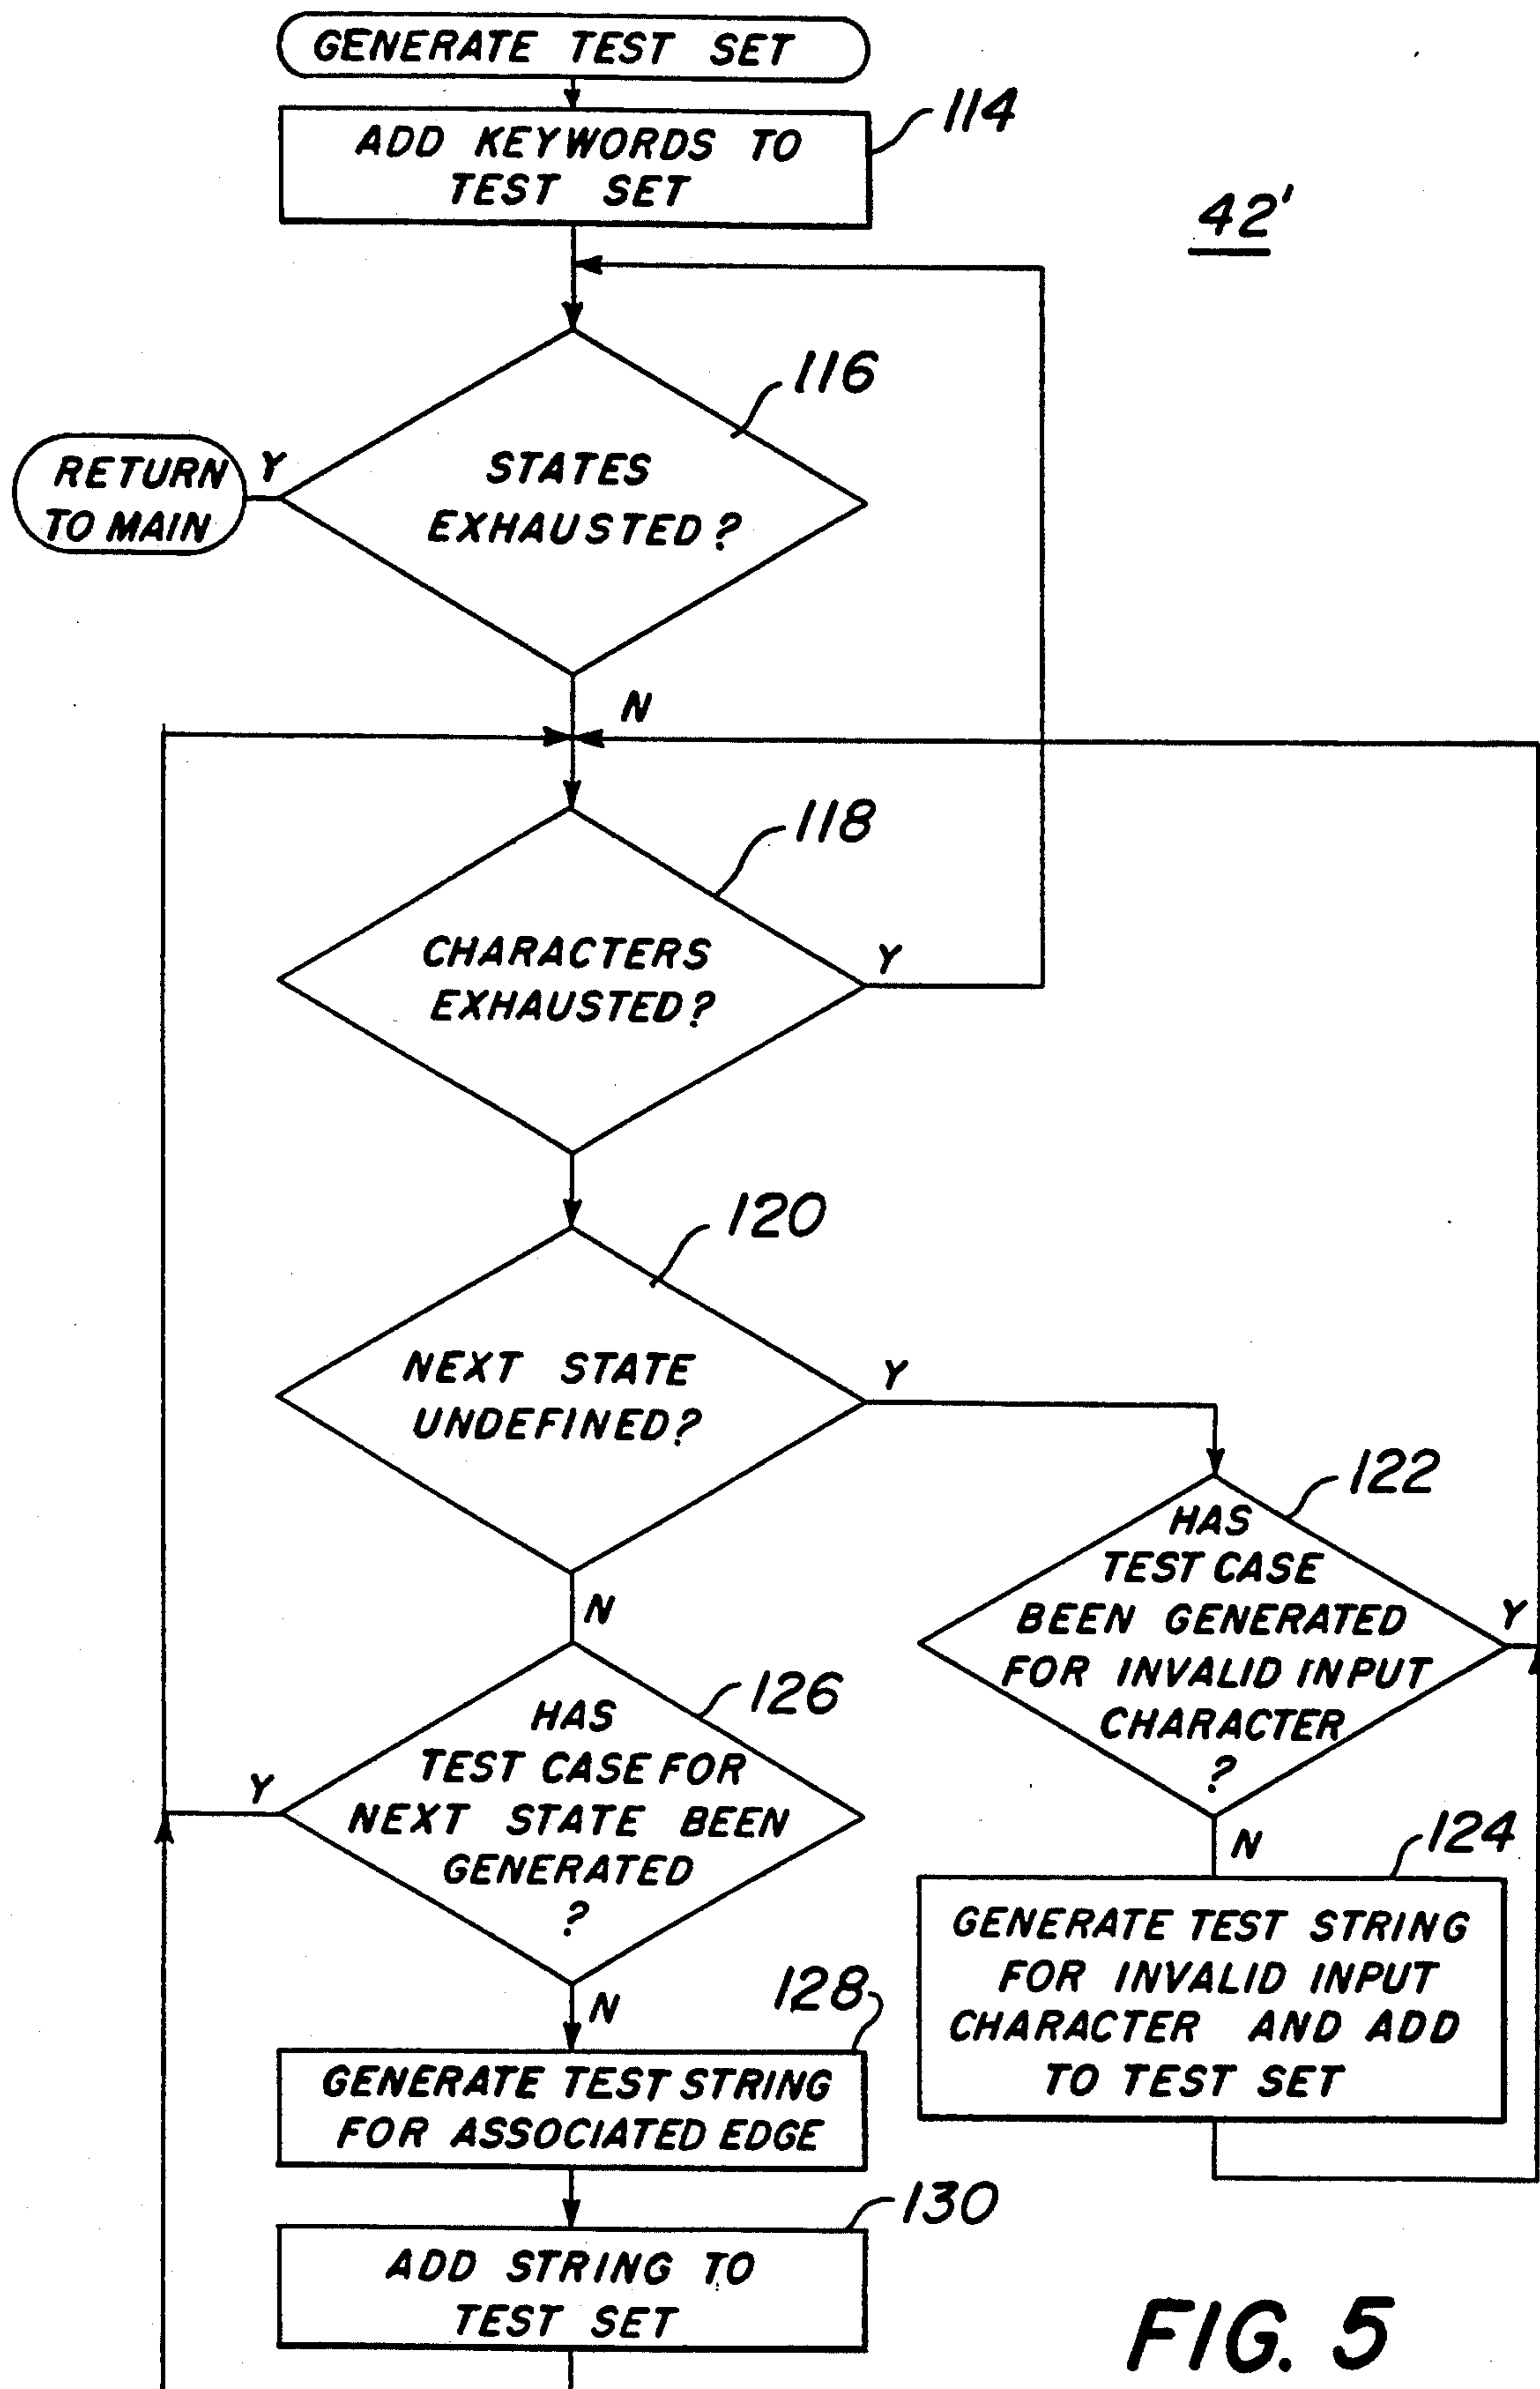 GENERATE TEST SET
ADD KEYWORDS TO
TEST SET
114
42'
116
STATES
EXHAUSTED?
Y
RETURN
TO MAIN
N
118
CHARACTERS
EXHAUSTED?
Y
120
NEXT STATE
UNDEFINED?
Y
N
122
HAS
TEST CASE
BEEN GENERATED
FOR INVALID INPUT
CHARACTER
?
Y
N
126
HAS
TEST CASE FOR
NEXT STATE BEEN
GENERATED
?
Y
N
124
GENERATE TEST STRING
FOR INVALID INPUT
CHARACTER AND ADD
TO TEST SET
128
GENERATE TEST STRING
FOR ASSOCIATED EDGE
130
ADD STRING TO
TEST SET
FIG. 5